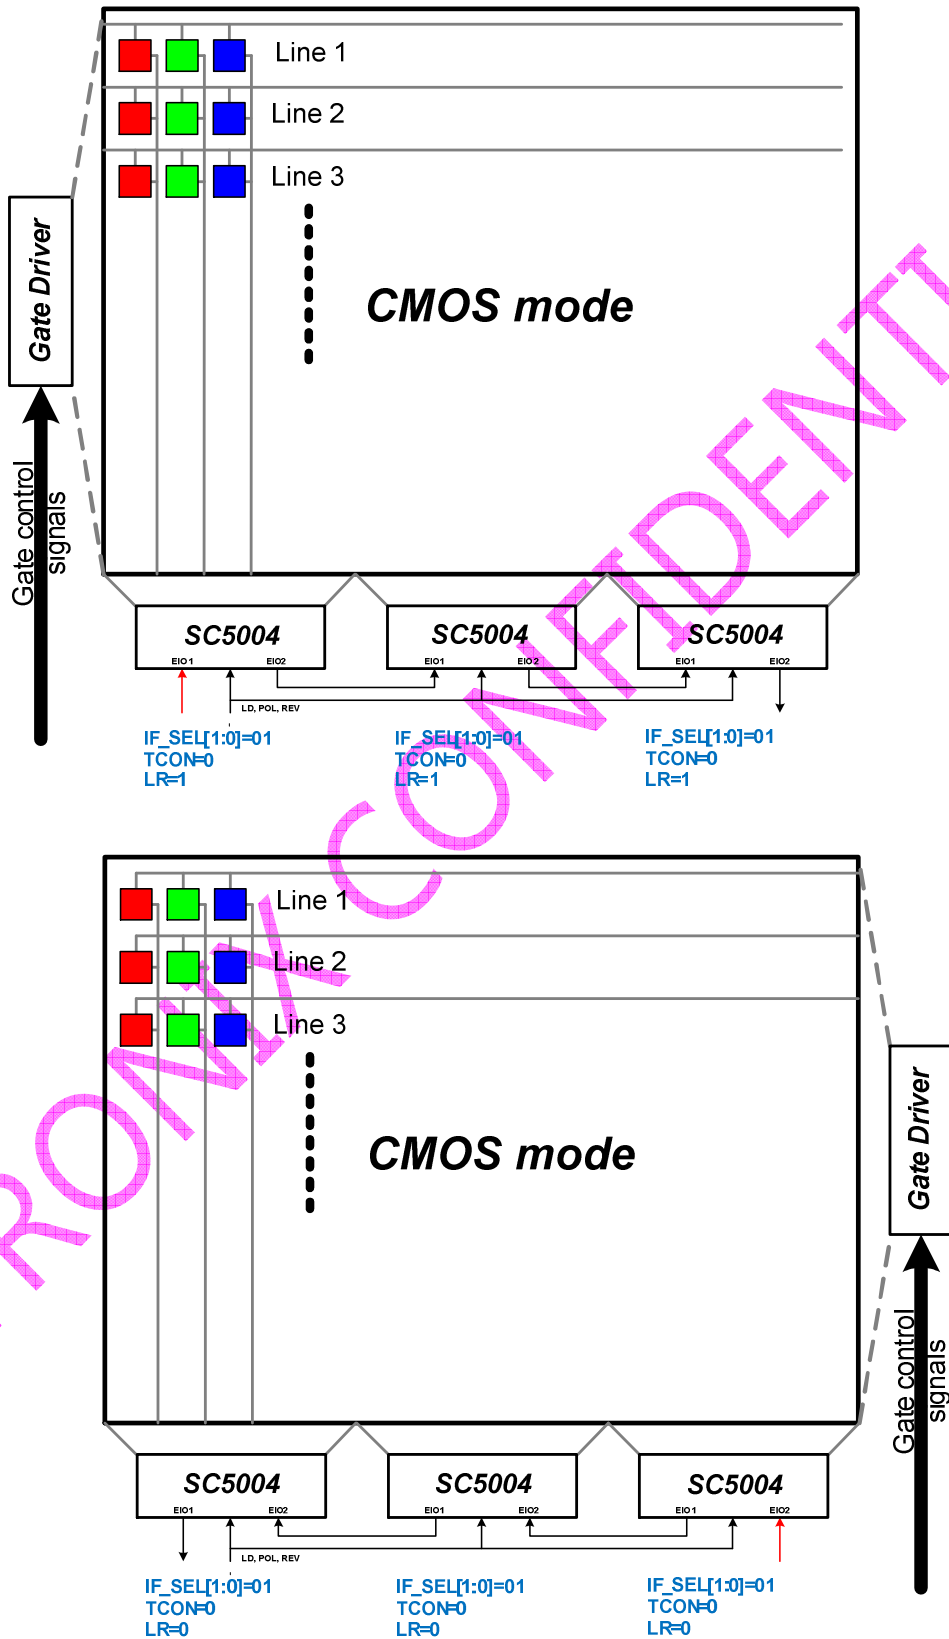 Line 1
Line 2
Line 3
CMOS mode
Gate Driver
Gate control
signals
SC5004
SC5004
SC5004
EIO1
EIO2
EIO1
EIO2
EIO1
EIO2
LD, POL, REV
IF_SEL[1:0]=01
TCON=0
LR=1
IF_SEL[1:0]=01
TCON=0
LR=1
IF_SEL[1:0]=01
TCON=0
LR=1
Line 1
Line 2
Line 3
CMOS mode
Gate Driver
Gate control
signals
SC5004
SC5004
SC5004
EIO1
EIO2
EIO1
EIO2
EIO1
EIO2
LD, POL, REV
IF_SEL[1:0]=01
TCON=0
LR=0
IF_SEL[1:0]=01
TCON=0
LR=0
IF_SEL[1:0]=01
TCON=0
LR=0
RONIX CONFIDENTI